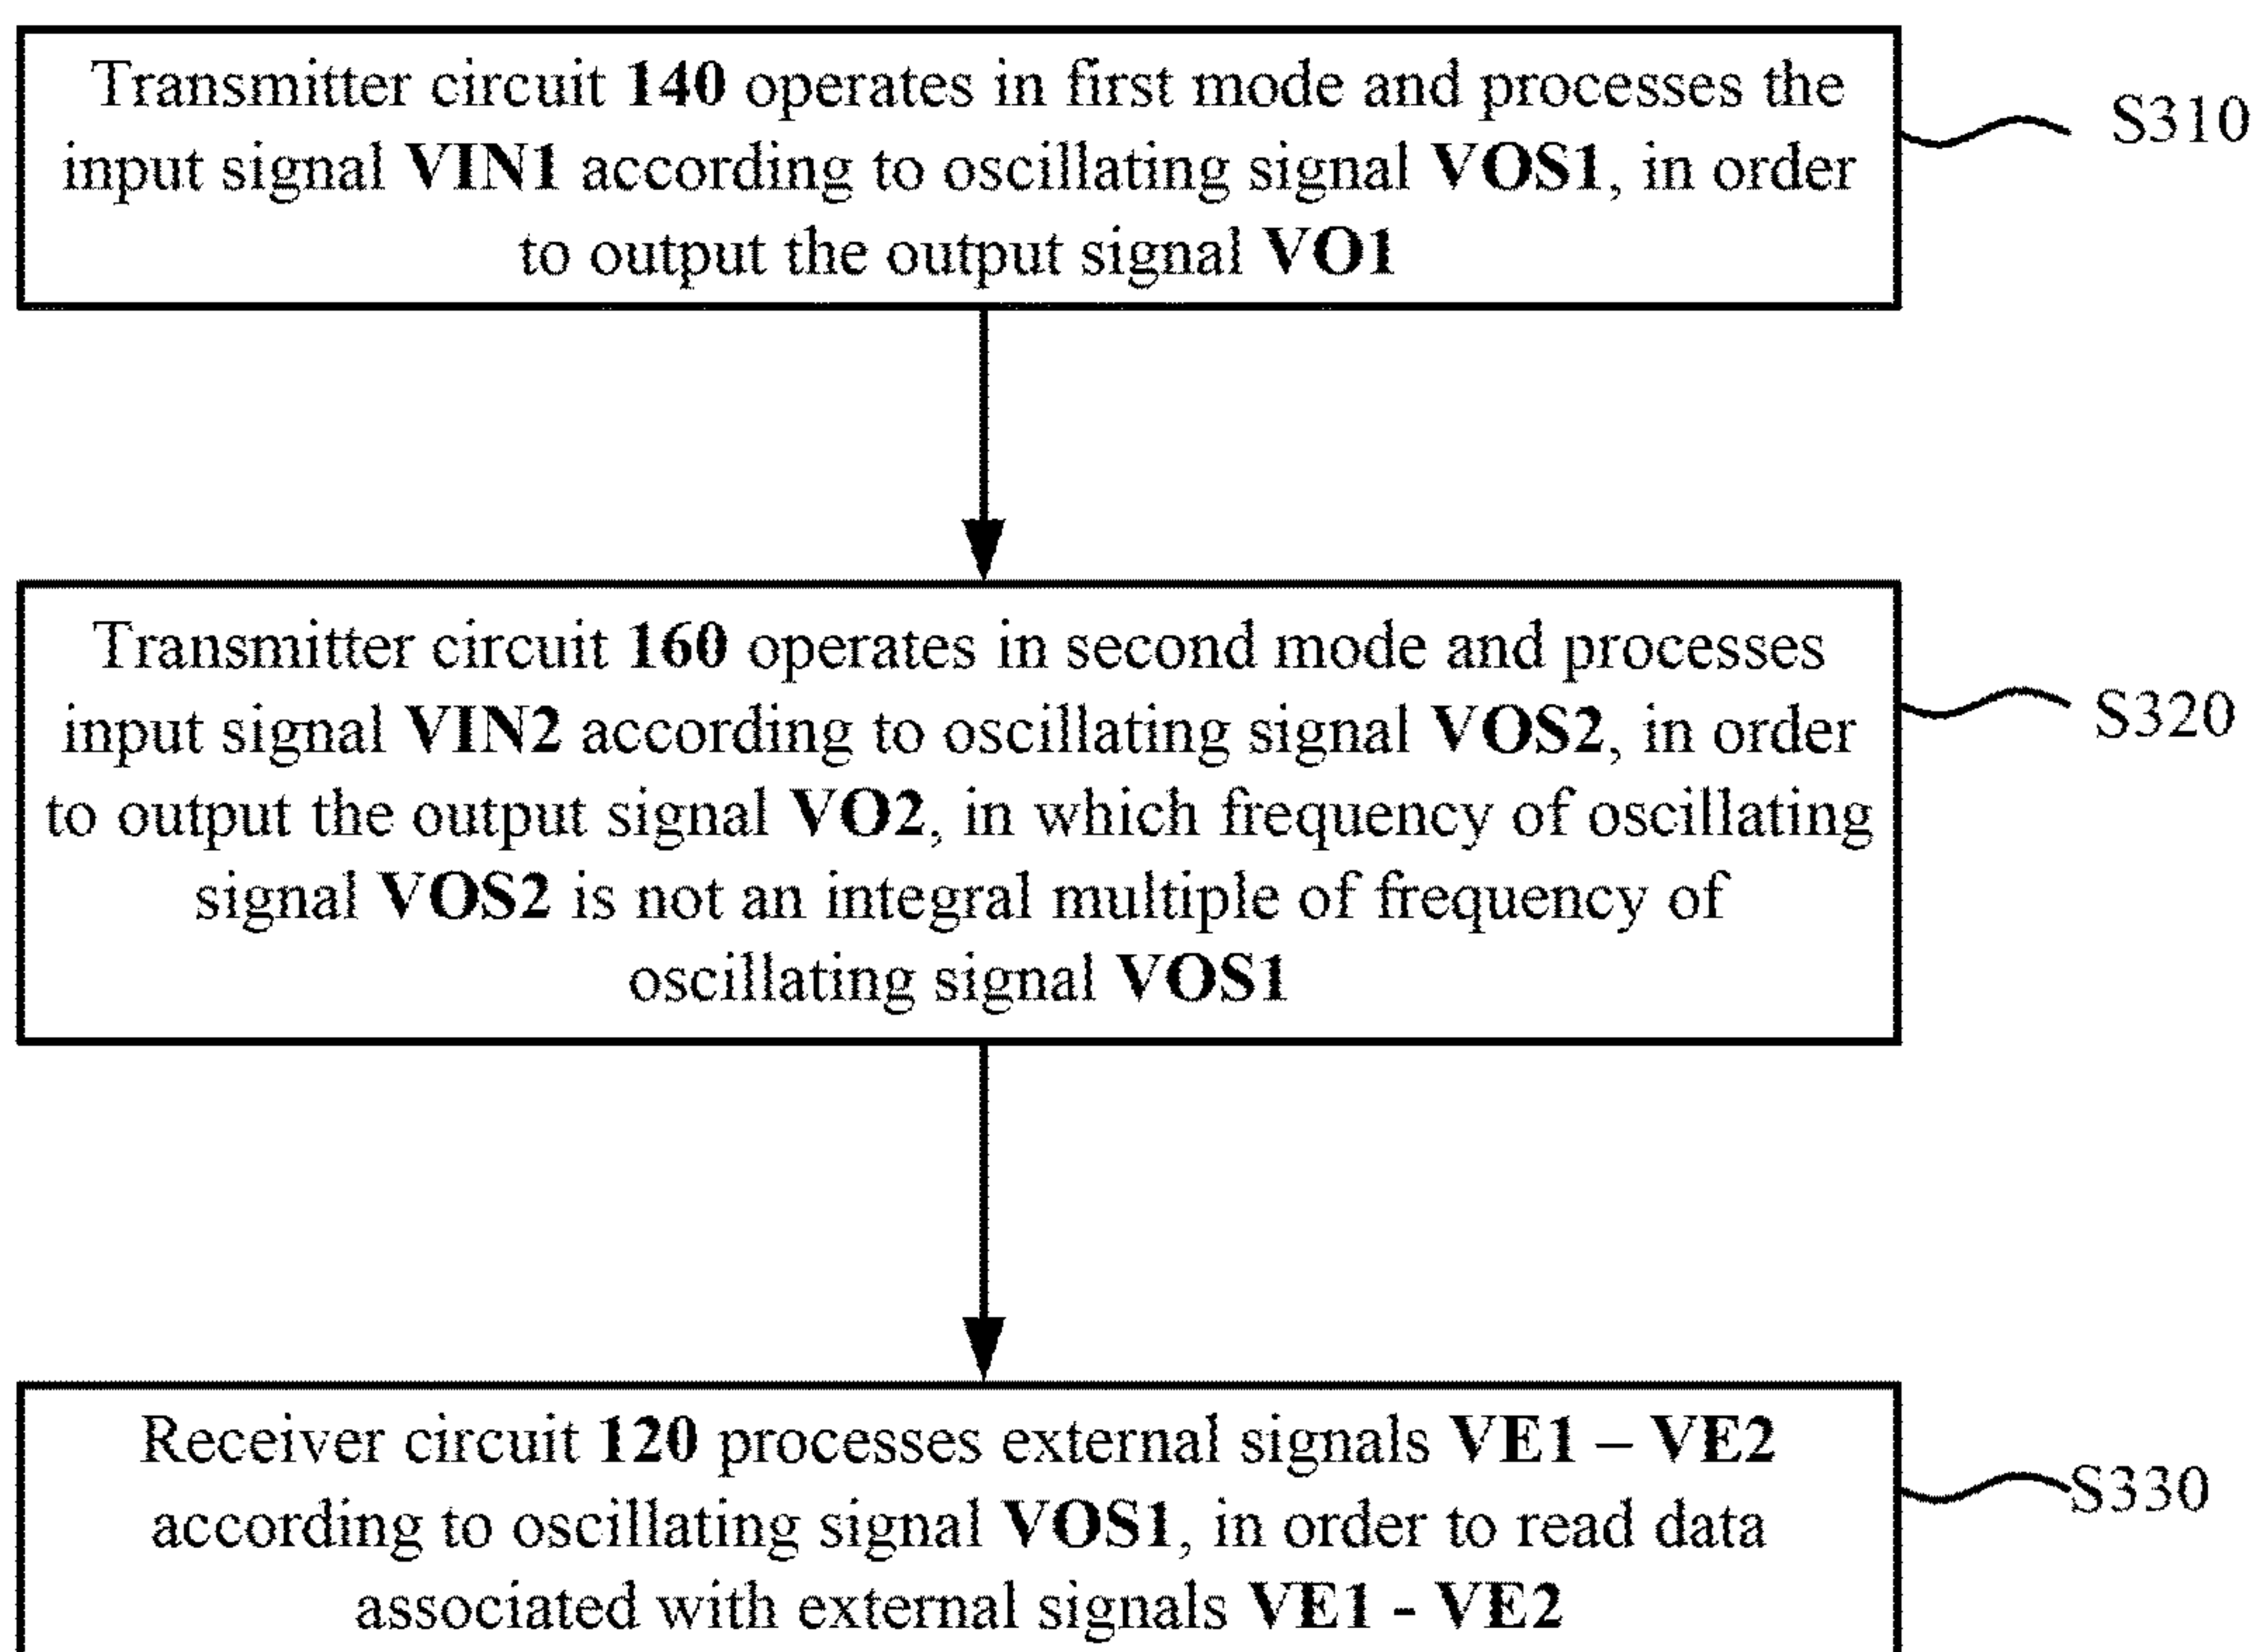 Transmitter circuit 140 operates in first mode and processes the
input signal VIN1 according to oscillating signal VOS1, in order
to output the output signal VO1
S310
Transmitter circuit 160 operates in second mode and processes
input signal VIN2 according to oscillating signal VOS2, in order
to output the output signal VO2, in which frequency of oscillating
signal VOS2 is not an integral multiple of frequency of
oscillating signal VOS1
S320
Receiver circuit 120 processes external signals VE1 – VE2
according to oscillating signal VOS1, in order to read data
associated with external signals VE1 - VE2
S330